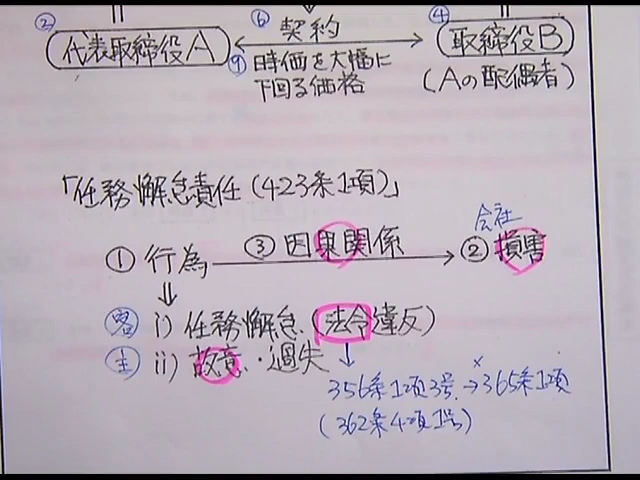 ② ⑥ 契約 ④
代表取締役A 取締役B
⑨ 時価を大幅に
下回る価格 (Aの配偶者)
「任務懈怠責任(423条1項)」
会社
① 行為 ③ 因果関係 ② 損害
客 i) 任務懈怠.(法令違反)
主 ii) 故意・過失
356条1項3号.→365条1項
×
(362条4項1号)